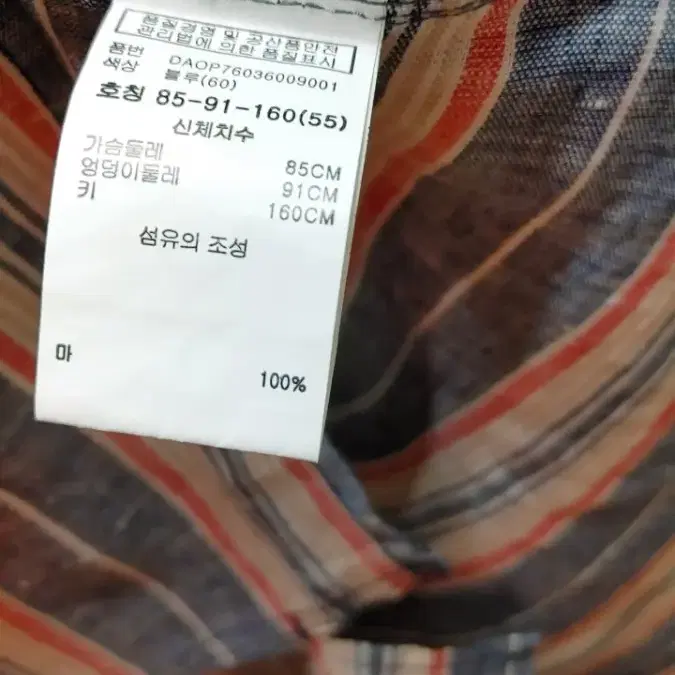 품질경영 및 공산품안전
관리법에 의한 품질표시
품번 DAOP76036009001
색상 블루(60)
호칭 85-91-160(55)
신체치수
가슴둘레 85CM
엉덩이둘레 91CM
키 160CM
섬유의 조성
마 100%